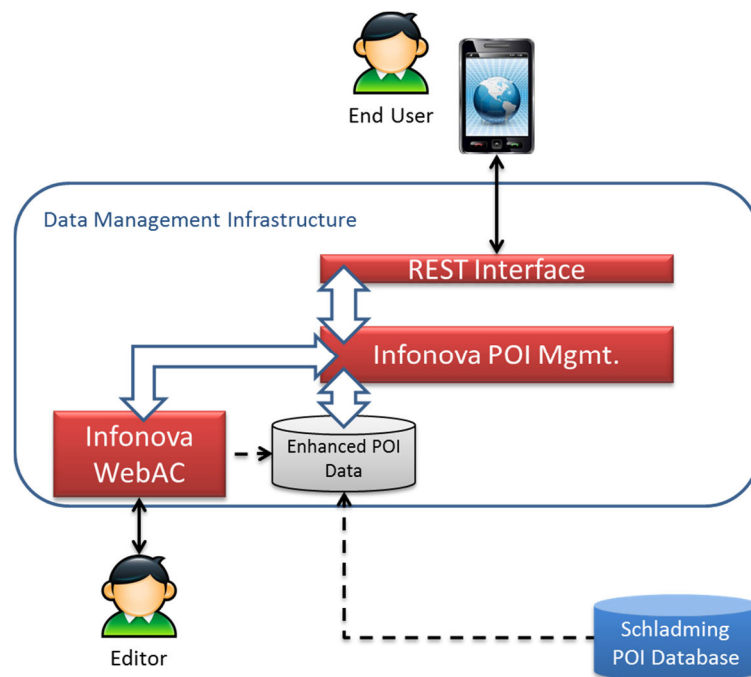 End User
Data Management Infrastructure
REST Interface
Infonova POI Mgmt.
Infonova
WebAC
Enhanced POI
Data
Editor
Schladming
POI Database